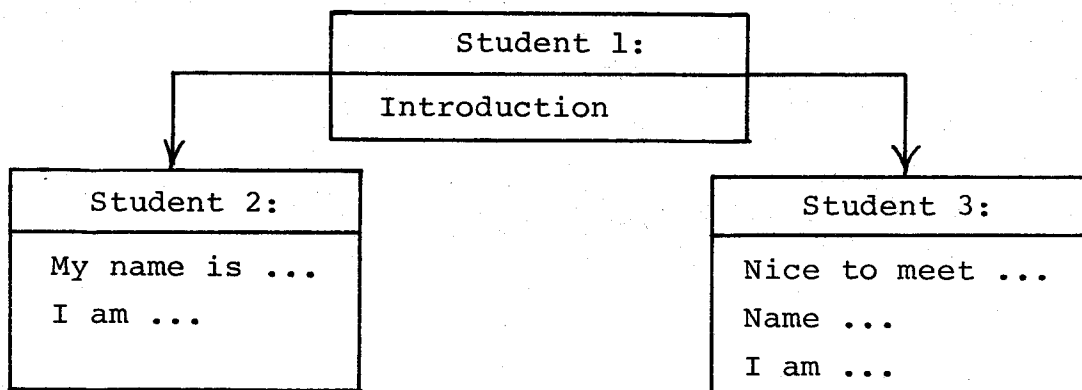 Student 1:
Introduction
Student 2:
My name is ...
I am ...
Student 3:
Nice to meet ...
Name ...
I am ...